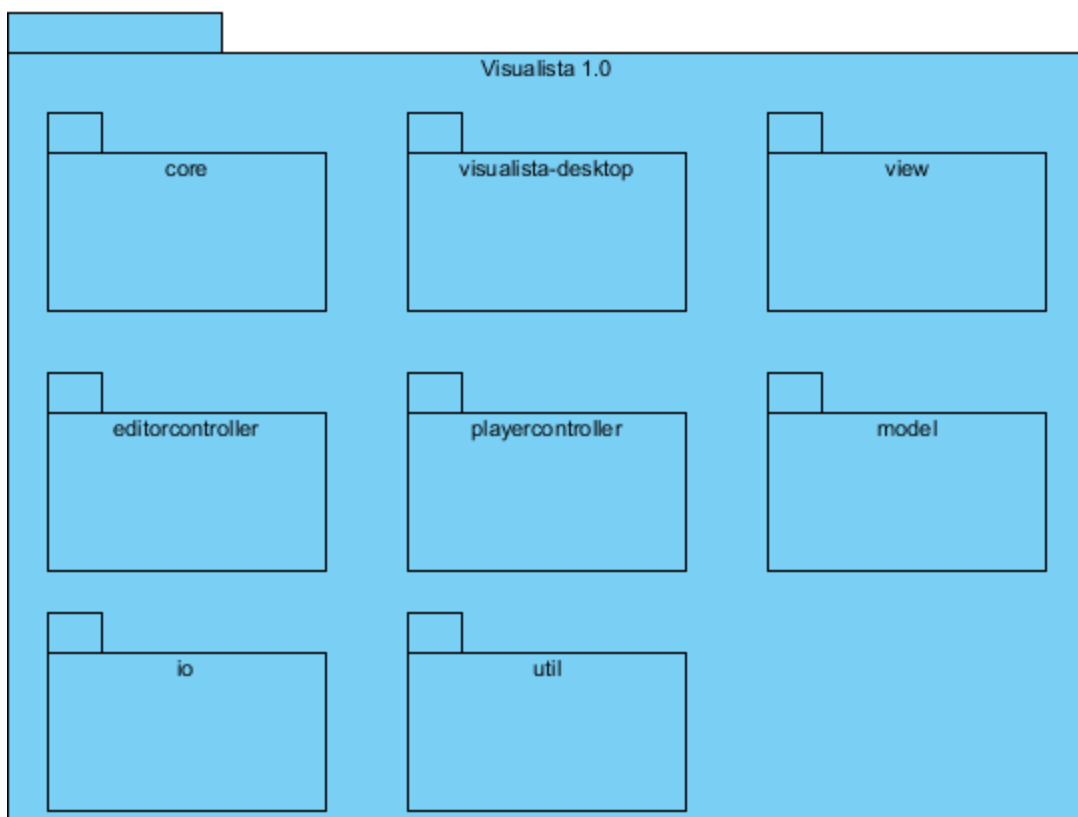 Visualista 1.0
core
visualista-desktop
view
editorcontroller
playercontroller
model
io
util